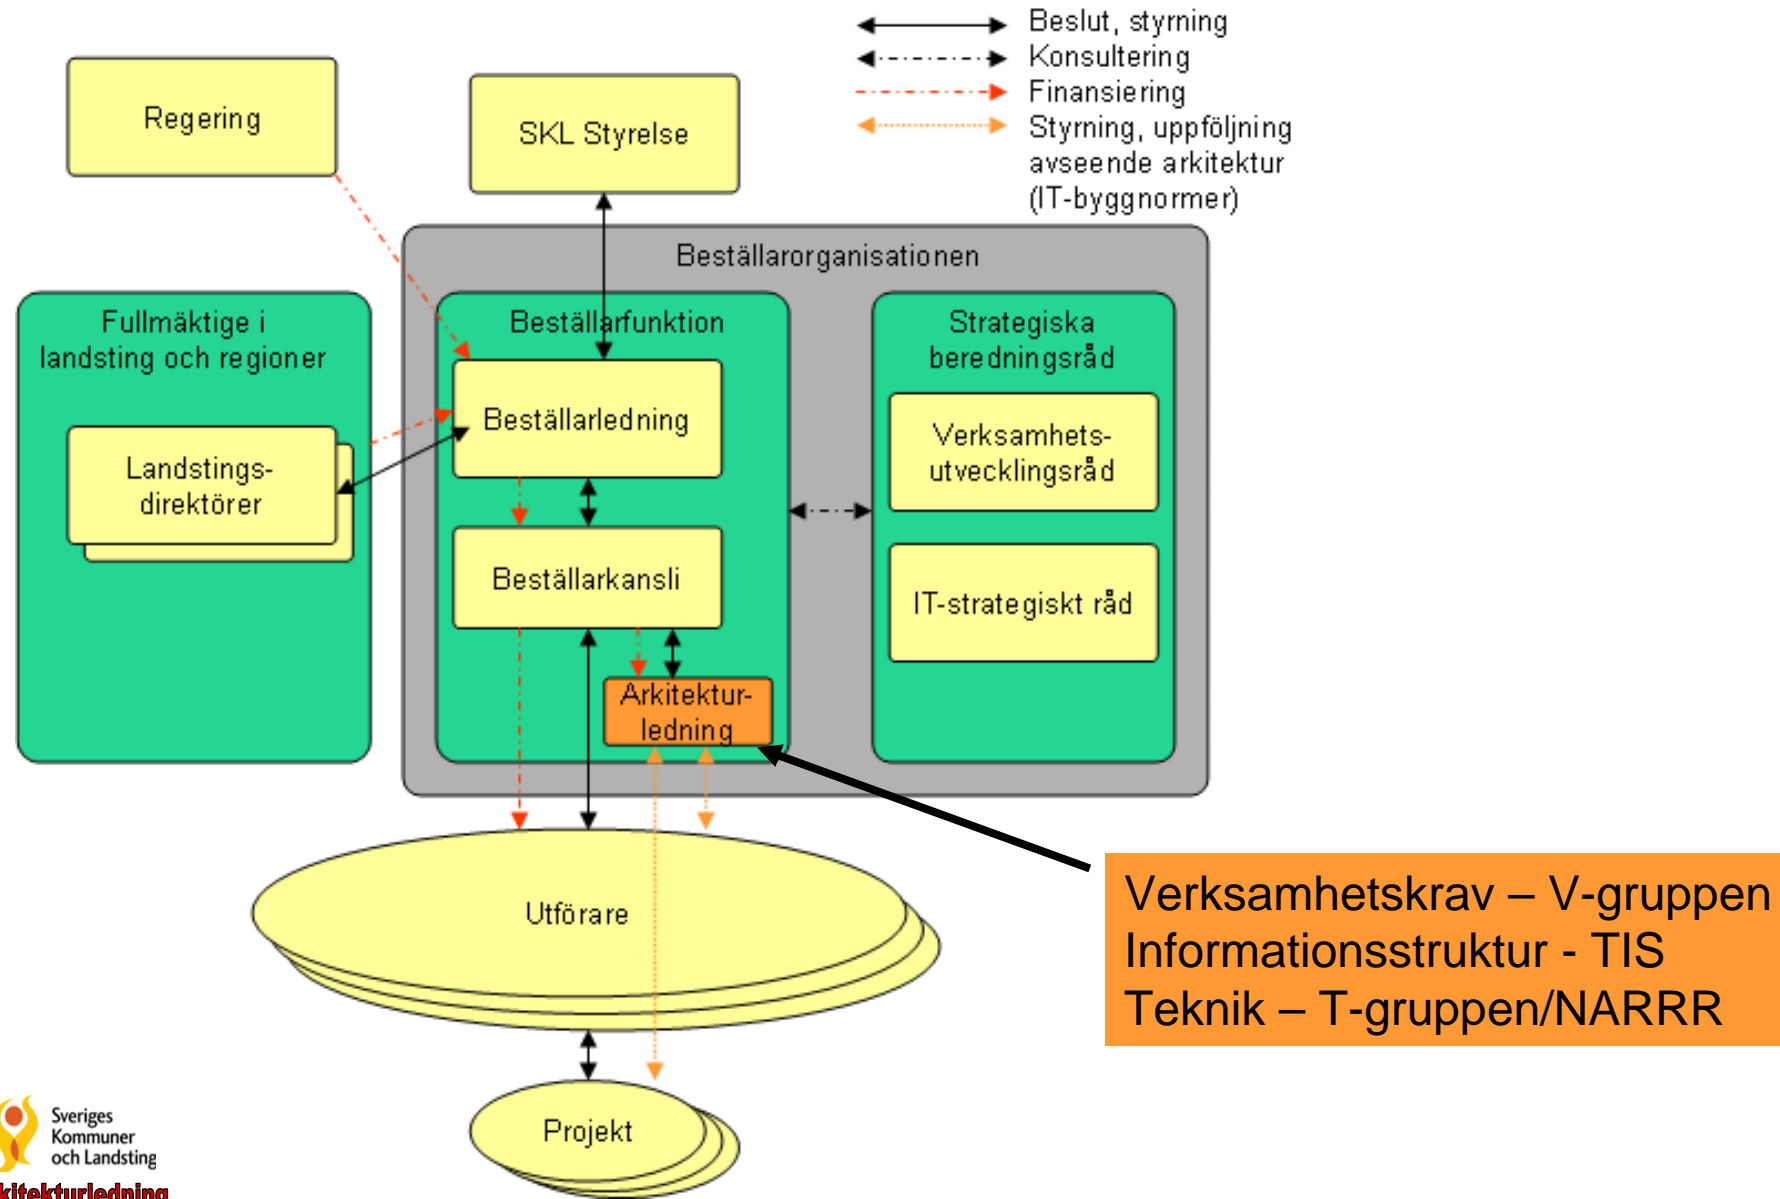 Beslut, styrning
Konsultering
Finansiering
Styrning, uppföljning
avseende arkitektur
(IT-byggnormer)
Regering
SKL Styrelse
Beställarorganisationen
Fullmäktige i
landsting och regioner
Landstings-
direktörer
Beställarfunktion
Beställarledning
Beställarkansli
Arkitektur-
ledning
Strategiska
beredningsråd
Verksamhets-
utvecklingsråd
IT-strategiskt råd
Utförare
Projekt
Verksamhetskrav – V-gruppen
Informationsstruktur - TIS
Teknik – T-gruppen/NARRR
Sveriges
Kommuner
och Landsting
kitekturledning